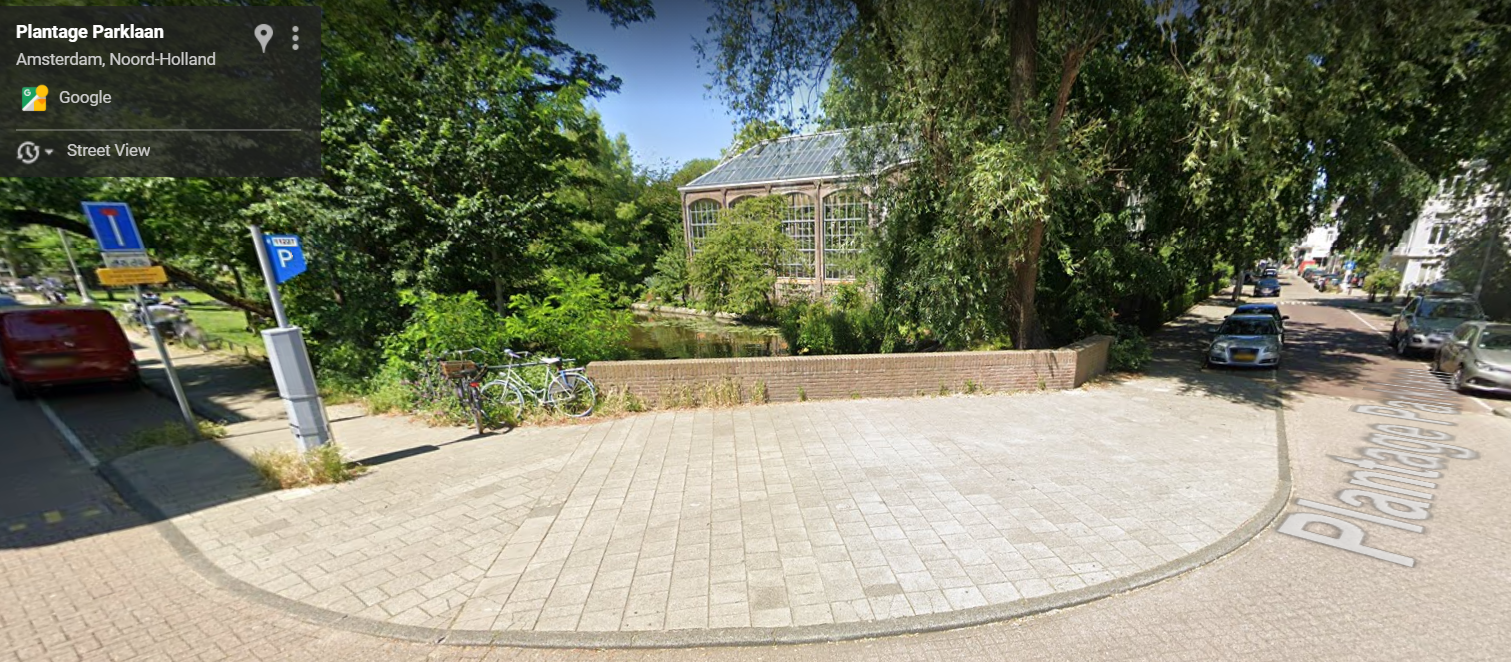 Plantage Parklaan
Amsterdam, Noord-Holland
Google
Street View
P
Plantage Pa